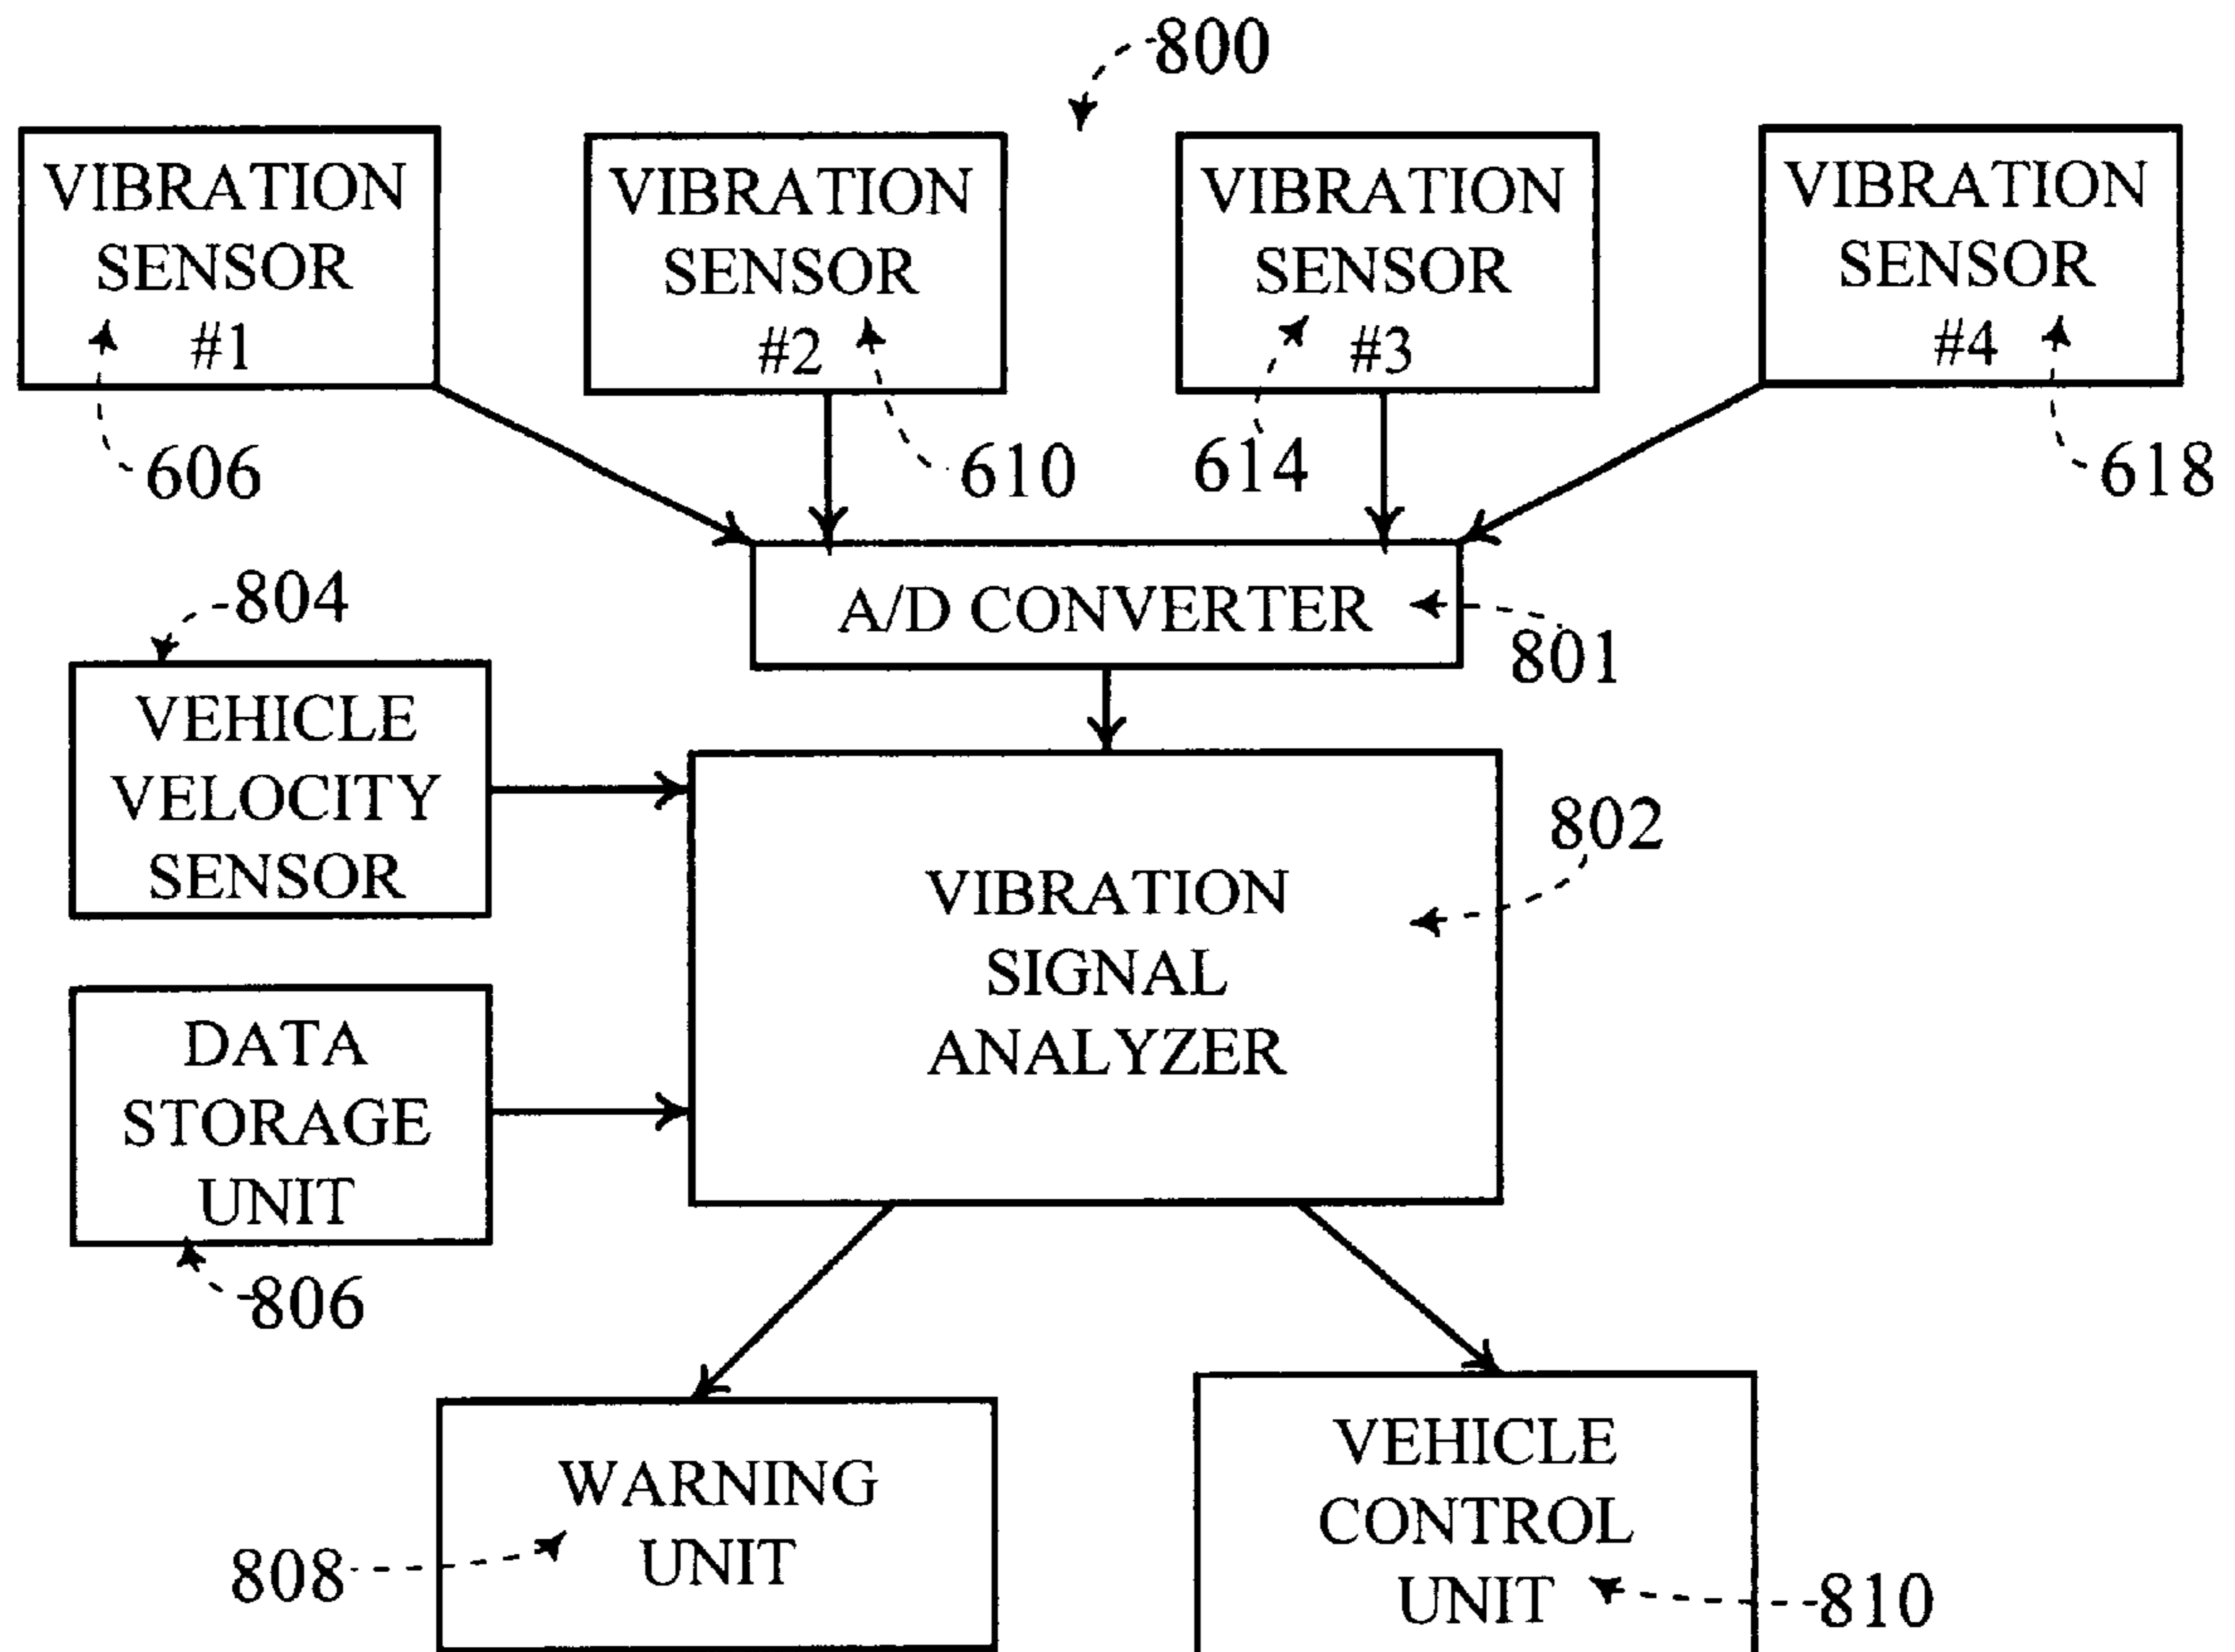 800
VIBRATION
SENSOR
#1
VIBRATION
SENSOR
#2
VIBRATION
SENSOR
#3
VIBRATION
SENSOR
#4
606
610
614
618
A/D CONVERTER
801
804
VEHICLE
VELOCITY
SENSOR
802
VIBRATION
SIGNAL
ANALYZER
DATA
STORAGE
UNIT
806
WARNING
UNIT
808
VEHICLE
CONTROL
UNIT
810